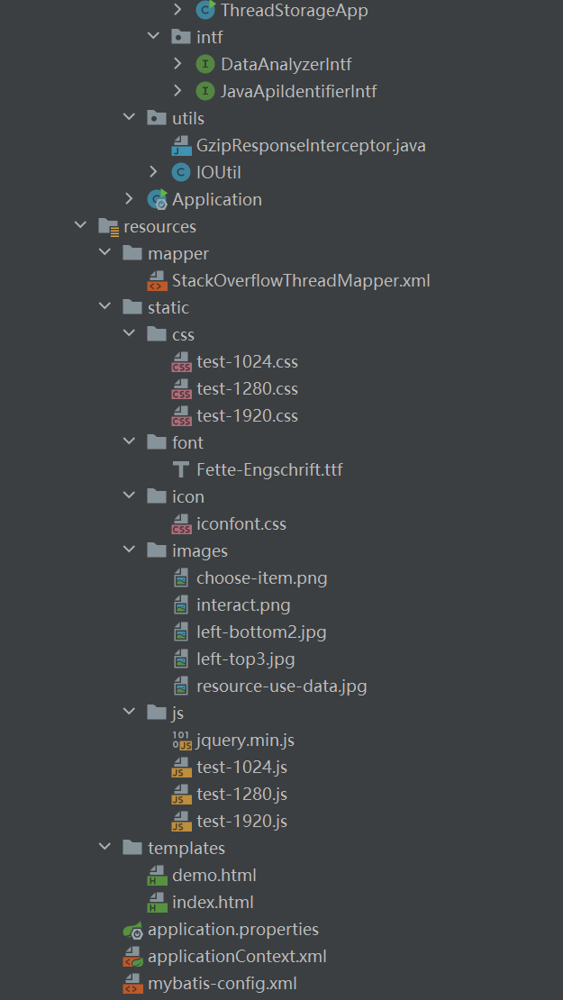 ThreadStorageApp
intf
DataAnalyzerIntf
JavaApiIdentifierIntf
utils
GzipResponseInterceptor.java
IOUtil
Application
resources
mapper
StackOverflowThreadMapper.xml
static
css
test-1024.css
test-1280.css
test-1920.css
font
Fette-Engschrift.ttf
icon
iconfont.css
images
choose-item.png
interact.png
left-bottom2.jpg
left-top3.jpg
resource-use-data.jpg
js
jquery.min.js
test-1024.js
test-1280.js
test-1920.js
templates
demo.html
index.html
application.properties
applicationContext.xml
mybatis-config.xml